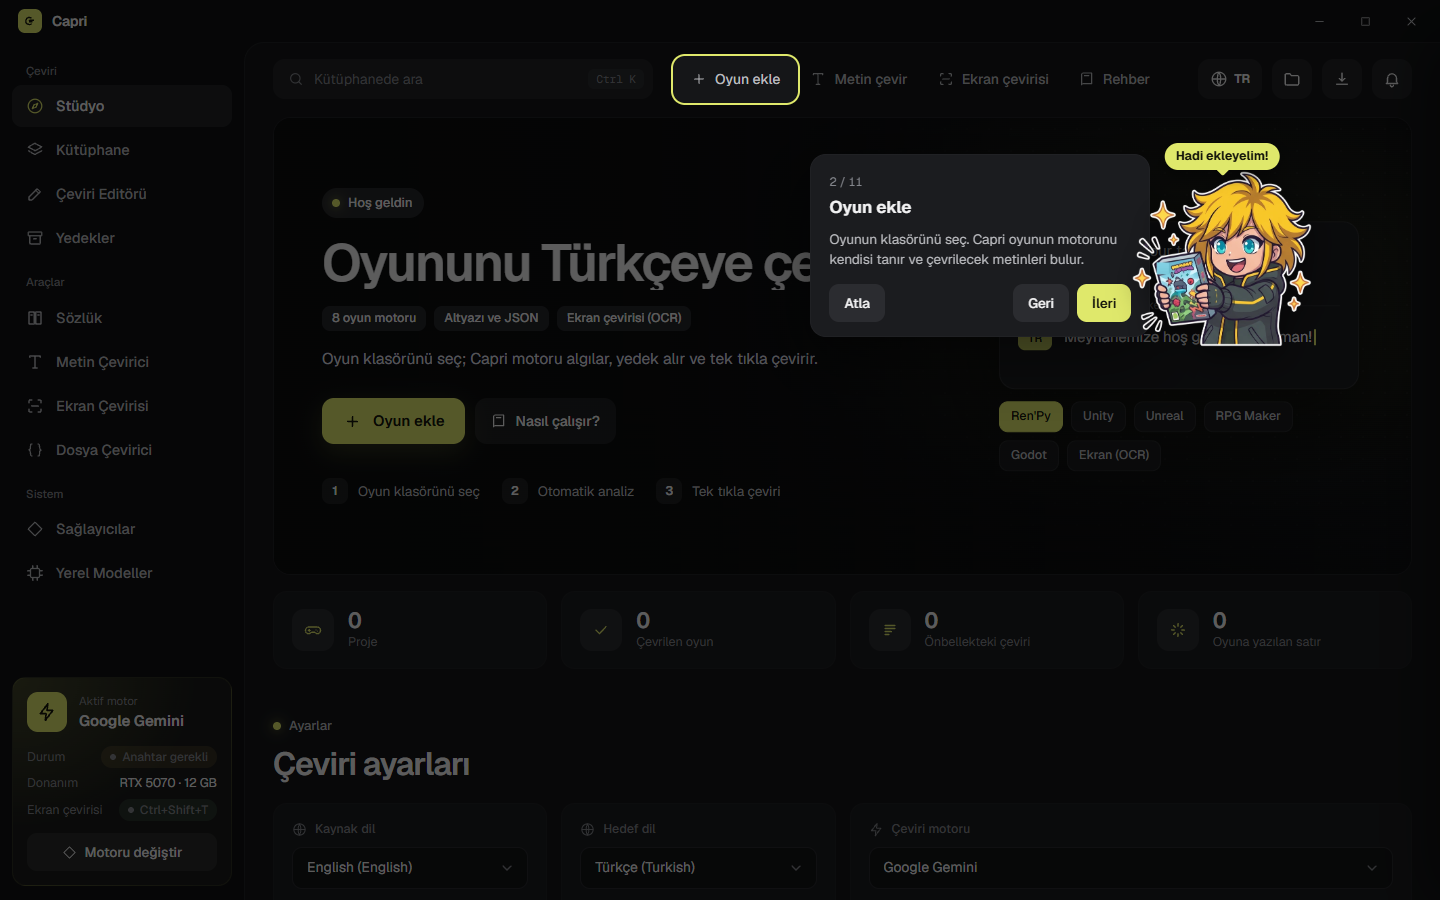 Capri
Çeviri
Stüdyo
Kütüphane
Çeviri Editörü
Yedekler
Araçlar
Sözlük
Metin Çevirici
Ekran Çevirisi
Dosya Çevirici
Sistem
Sağlayıcılar
Yerel Modeller
Aktif motor
Google Gemini
Durum
Anahtar gerekli
Donanım
RTX 5070 · 12 GB
Ekran çevirisi
Ctrl+Shift+T
Motoru değiştir
Kütüphanede ara
Ctrl K
Oyun ekle
Metin çevir
Ekran çevirisi
Rehber
TR
Hoş geldin
Oyununu Türkçeye çe
8 oyun motoru
Altyazı ve JSON
Ekran çevirisi (OCR)
Oyun klasörünü seç; Capri motoru algılar, yedek alır ve tek tıkla çevirir.
Oyun ekle
Nasıl çalışır?
1 Oyun klasörünü seç
2 Otomatik analiz
3 Tek tıkla çeviri
2 / 11
Oyun ekle
Oyunun klasörünü seç. Capri oyunun motorunu
kendisi tanır ve çevrilecek metinleri bulur.
Atla
Geri
İleri
Hadi ekleyelim!
TR
Meyhanemize hoş g
man!
Ren'Py
Unity
Unreal
RPG Maker
Godot
Ekran (OCR)
0
Proje
0
Çevrilen oyun
0
Önbellekteki çeviri
0
Oyuna yazılan satır
Ayarlar
Çeviri ayarları
Kaynak dil
English (English)
Hedef dil
Türkçe (Turkish)
Çeviri motoru
Google Gemini